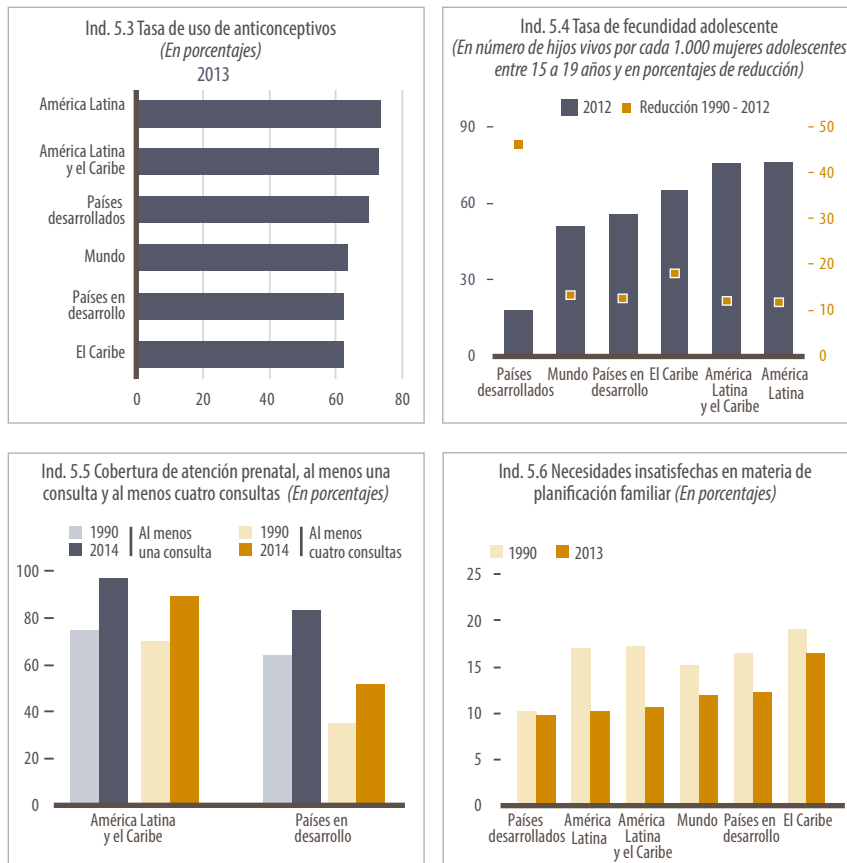 Ind. 5.3 Tasa de uso de anticonceptivos
(En porcentajes)
2013
América Latina
América Latina
y el Caribe
Países
desarrollados
Mundo
Países en
desarrollo
El Caribe
0 20 40 60 80
Ind. 5.4 Tasa de fecundidad adolescente
(En número de hijos vivos por cada 1.000 mujeres adolescentes
entre 15 a 19 años y en porcentajes de reducción)
2012 Reducción 1990 - 2012
90
60
30
0
50
40
30
20
10
0
Países
desarrollados
Mundo
Países en
desarrollo
El Caribe
América
Latina
y el Caribe
América
Latina
Ind. 5.5 Cobertura de atención prenatal, al menos una
consulta y al menos cuatro consultas (En porcentajes)
1990
2014
Al menos
una consulta
1990
2014
Al menos
cuatro consultas
100
80
60
40
20
0
América Latina
y el Caribe
Países en
desarrollo
Ind. 5.6 Necesidades insatisfechas en materia de
planificación familiar (En porcentajes)
1990 2013
25
20
15
10
5
0
Países
desarrollados
América
Latina
América
Latina
y el Caribe
Mundo
Países en
desarrollo
El Caribe